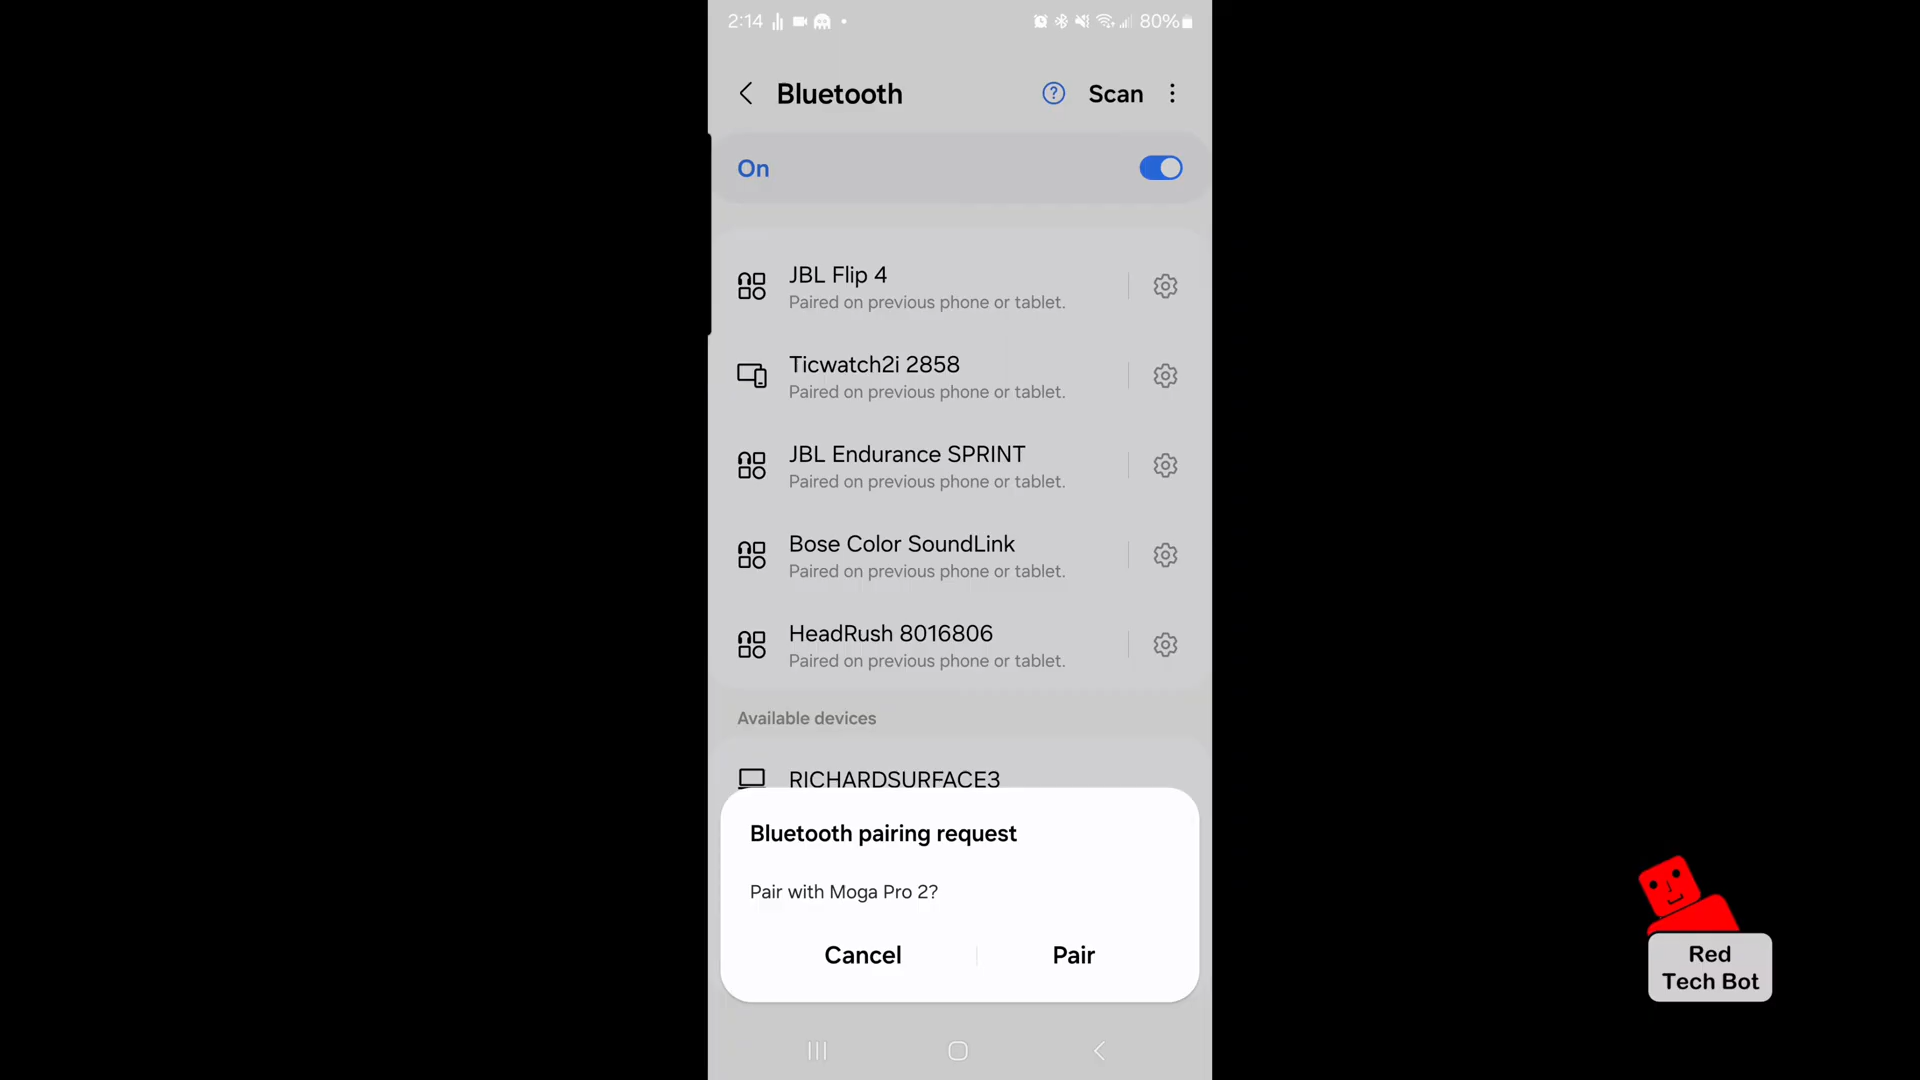 2:14
80%
Bluetooth
?
Scan
On
JBL Flip 4
Paired on previous phone or tablet.
Ticwatch2i 2858
Paired on previous phone or tablet.
JBL Endurance SPRINT
Paired on previous phone or tablet.
Bose Color SoundLink
Paired on previous phone or tablet.
HeadRush 8016806
Paired on previous phone or tablet.
Available devices
RICHARDSURFACE3
Bluetooth pairing request
Pair with Moga Pro 2?
Cancel
Pair
Red
Tech Bot